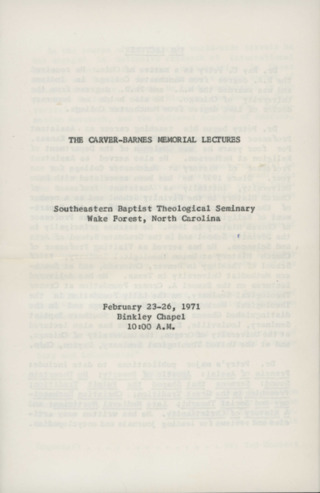 THE CARVER-BARNES MEMORIAL LECTURES
Southeastern Baptist Theological Seminary
Wake Forest, North Carolina
February 23-26, 1971
Binkley Chapel
10:00 A.M.